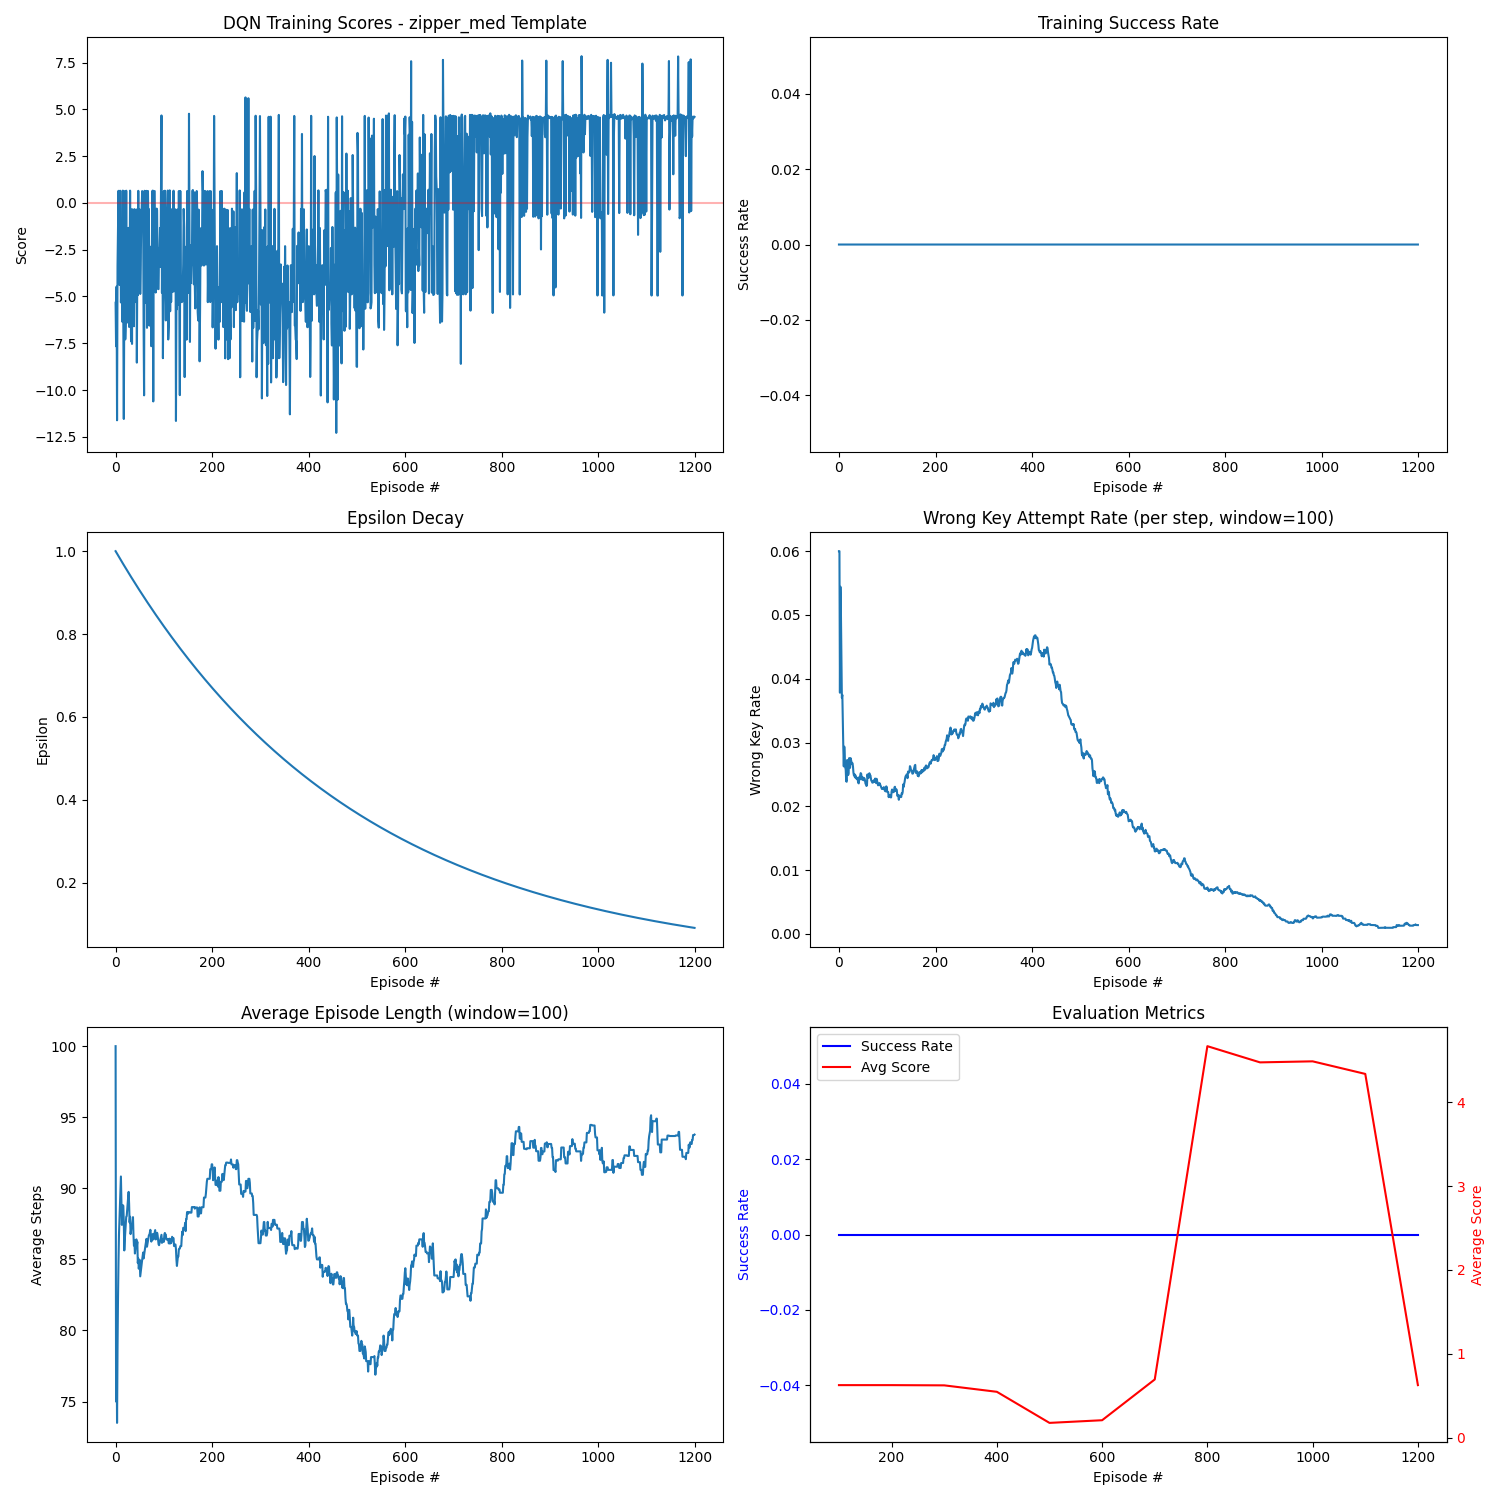 DQN Training Scores - zipper_med Template
7.5
5.0
2.5
0.0
−2.5
−5.0
−7.5
−10.0
−12.5
Score
0 200 400 600 800 1000 1200
Episode #
Training Success Rate
0.04
0.02
0.00
−0.02
−0.04
Success Rate
0 200 400 600 800 1000 1200
Episode #
Epsilon Decay
1.0
0.8
0.6
0.4
0.2
Epsilon
0 200 400 600 800 1000 1200
Episode #
Wrong Key Attempt Rate (per step, window=100)
0.06
0.05
0.04
0.03
0.02
0.01
0.00
Wrong Key Rate
0 200 400 600 800 1000 1200
Episode #
Average Episode Length (window=100)
100
95
90
85
80
75
Average Steps
0 200 400 600 800 1000 1200
Episode #
Evaluation Metrics
Success Rate
Avg Score
0.04
0.02
0.00
−0.02
−0.04
Success Rate
4
3
2
1
0
Average Score
200 400 600 800 1000 1200
Episode #